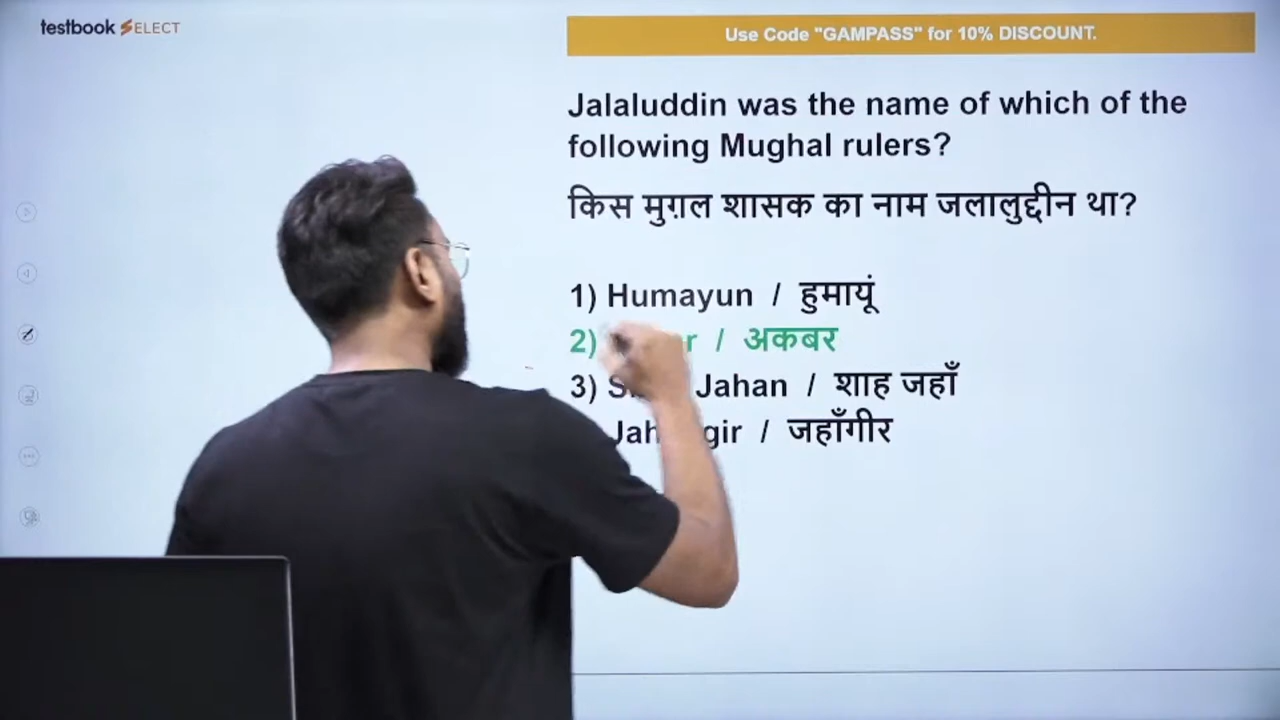 testbook SELECT
Use Code "GAMPASS" for 10% DISCOUNT.
Jalaluddin was the name of which of the
following Mughal rulers?
किस मुग़ल शासक का नाम जलालुद्दीन था?
1) Humayun / हुमायूं
2) / अकबर
3) Jahan / शाह जहाँ
/ जहाँगीर